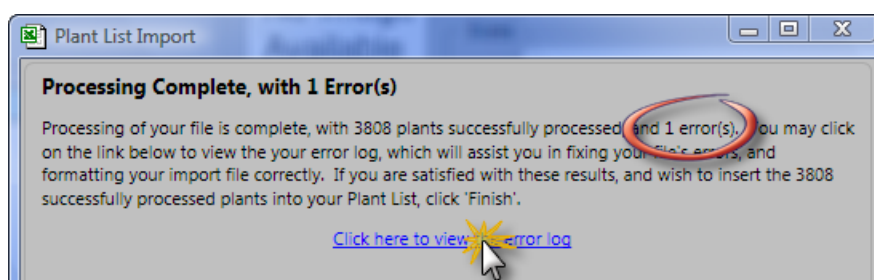 Plant List Import
Processing Complete, with 1 Error(s)
Processing of your file is complete, with 3808 plants successfully processed, and 1 error(s). You may click
on the link below to view the your error log, which will assist you in fixing your file's errors, and
formatting your import file correctly. If you are satisfied with these results, and wish to insert the 3808
successfully processed plants into your Plant List, click 'Finish'.
Click here to view the error log